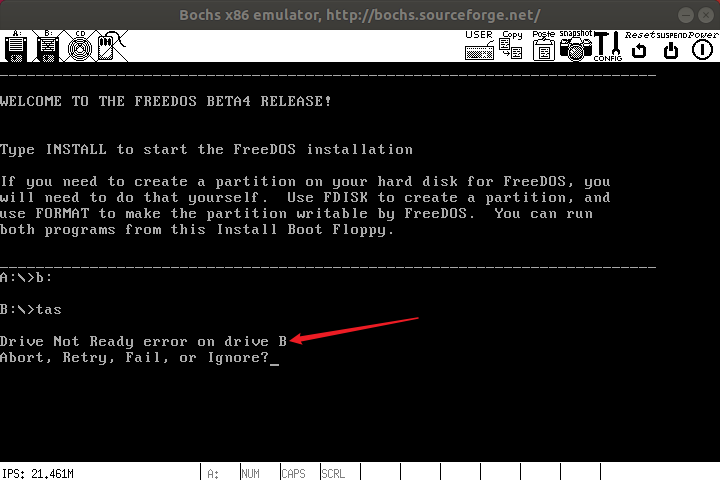 Bochs x86 emulator, http://bochs.sourceforge.net/
A: B: CD USER Copy Paste snapshot CONFIG Reset SUSPEND Power
WELCOME TO THE FREEDOS BETA4 RELEASE!
Type INSTALL to start the FreeDOS installation
If you need to create a partition on your hard disk for FreeDOS, you
will need to do that yourself.  Use FDISK to create a partition, and
use FORMAT to make the partition writable by FreeDOS.  You can run
both programs from this Install Boot Floppy.
A:\>b:
B:\>tas
Drive Not Ready error on drive B
Abort, Retry, Fail, or Ignore?_
IPS: 21.461M A: NUM CAPS SCRL